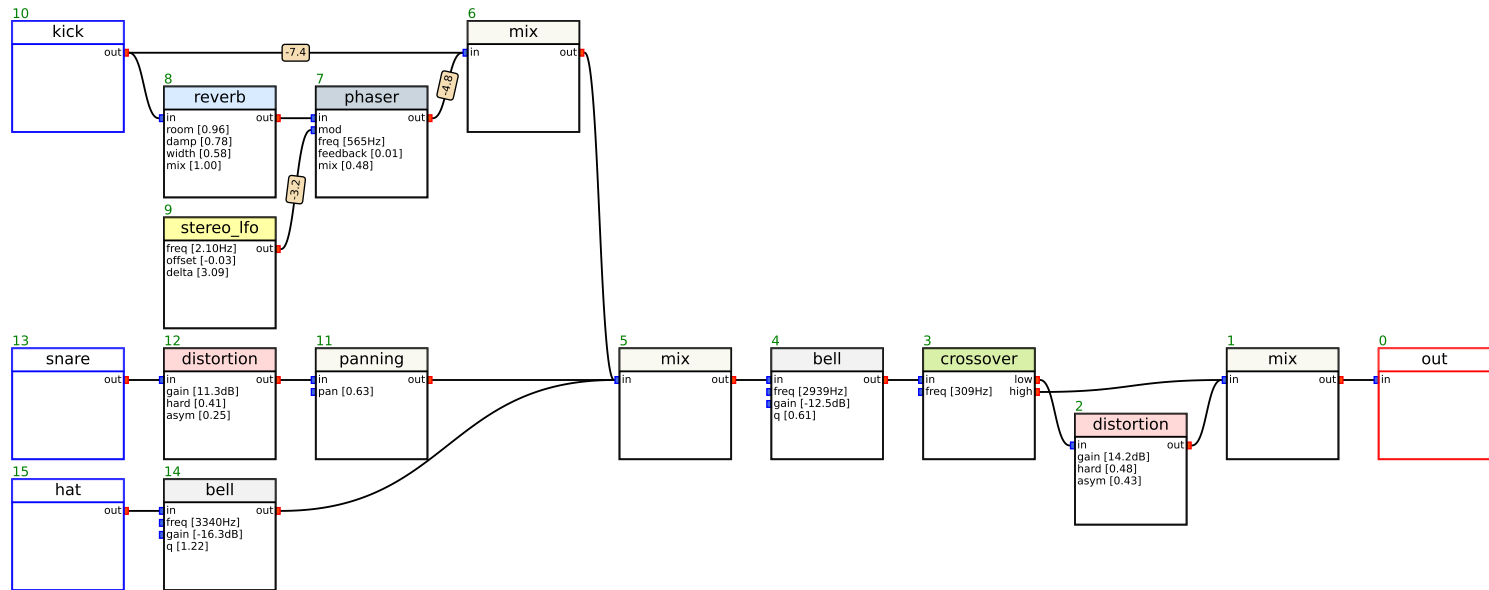 10
kick
out
-7.4
6
mix
in out
8
reverb
in out
room [0.96]
damp [0.78]
width [0.58]
mix [1.00]
7
phaser
in out
mod
freq [565Hz]
feedback [0.01]
mix [0.48]
-4.8
-3.2
9
stereo_lfo
freq [2.10Hz] out
offset [-0.03]
delta [3.09]
13
snare
out
12
distortion
in out
gain [11.3dB]
hard [0.41]
asym [0.25]
11
panning
in out
pan [0.63]
5
mix
in out
4
bell
in out
freq [2939Hz]
gain [-12.5dB]
q [0.61]
3
crossover
in low
freq [309Hz] high
2
distortion
in out
gain [14.2dB]
hard [0.48]
asym [0.43]
1
mix
in out
0
out
in
15
hat
out
14
bell
in out
freq [3340Hz]
gain [-16.3dB]
q [1.22]